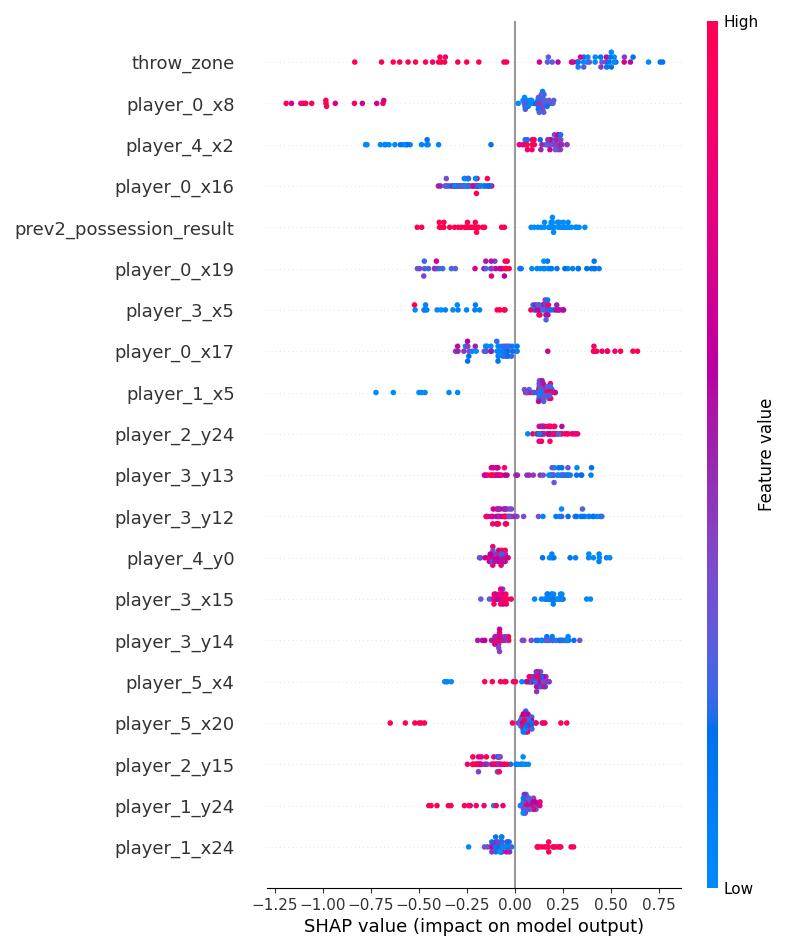 High
throw_zone
player_0_x8
player_4_x2
player_0_x16
prev2_possession_result
player_0_x19
player_3_x5
player_0_x17
player_1_x5
player_2_y24
player_3_y13
player_3_y12
player_4_y0
player_3_x15
player_3_y14
player_5_x4
player_5_x20
player_2_y15
player_1_y24
player_1_x24
Feature value
Low
−1.25 −1.00 −0.75 −0.50 −0.25 0.00 0.25 0.50 0.75
SHAP value (impact on model output)